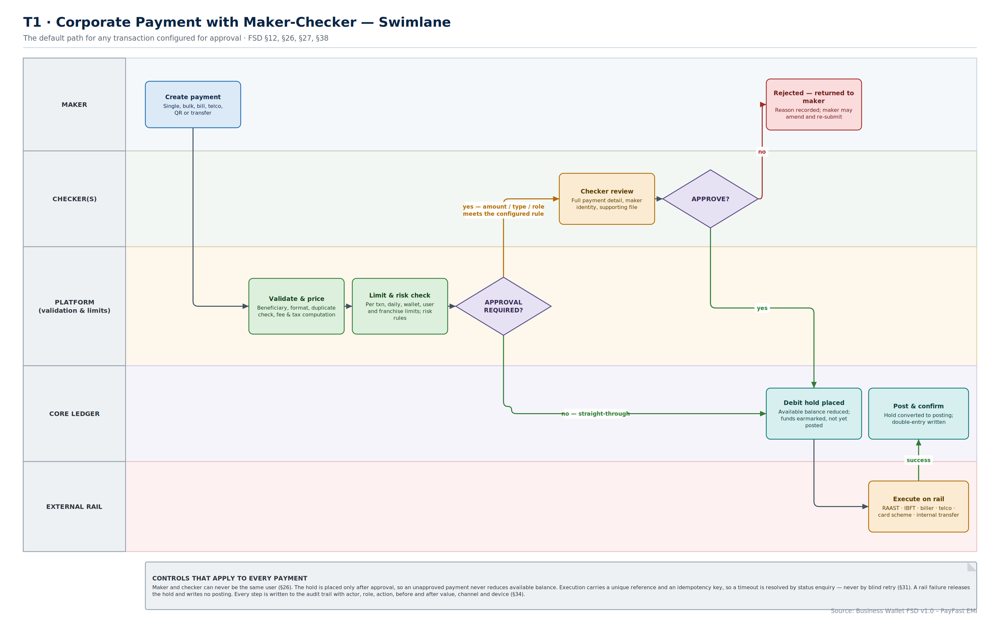 T1 · Corporate Payment with Maker-Checker — Swimlane
The default path for any transaction configured for approval · FSD §12, §26, §27, §38
MAKER
Create payment
Single, bulk, bill, telco,
QR or transfer
Rejected — returned to
maker
Reason recorded; maker may
amend and re-submit
no
CHECKER(S)
yes — amount / type / role
meets the configured rule
Checker review
Full payment detail, maker
identity, supporting file
APPROVE?
PLATFORM
(validation & limits)
Validate & price
Beneficiary, format, duplicate
check, fee & tax computation
Limit & risk check
Per txn, daily, wallet, user
and franchise limits; risk
rules
APPROVAL
REQUIRED?
yes
CORE LEDGER
no — straight-through
Debit hold placed
Available balance reduced;
funds earmarked, not yet
posted
Post & confirm
Hold converted to posting;
double-entry written
success
EXTERNAL RAIL
Execute on rail
RAAST · IBFT · biller · telco ·
card scheme · internal transfer
CONTROLS THAT APPLY TO EVERY PAYMENT
Maker and checker can never be the same user (§26). The hold is placed only after approval, so an unapproved payment never reduces available balance. Execution carries a unique reference and an idempotency key, so a timeout is resolved by status enquiry — never by blind retry (§31). A rail failure releases
the hold and writes no posting. Every step is written to the audit trail with actor, role, action, before and after value, channel and device (§34).
Source: Business Wallet FSD v1.0 – PayFast EMI